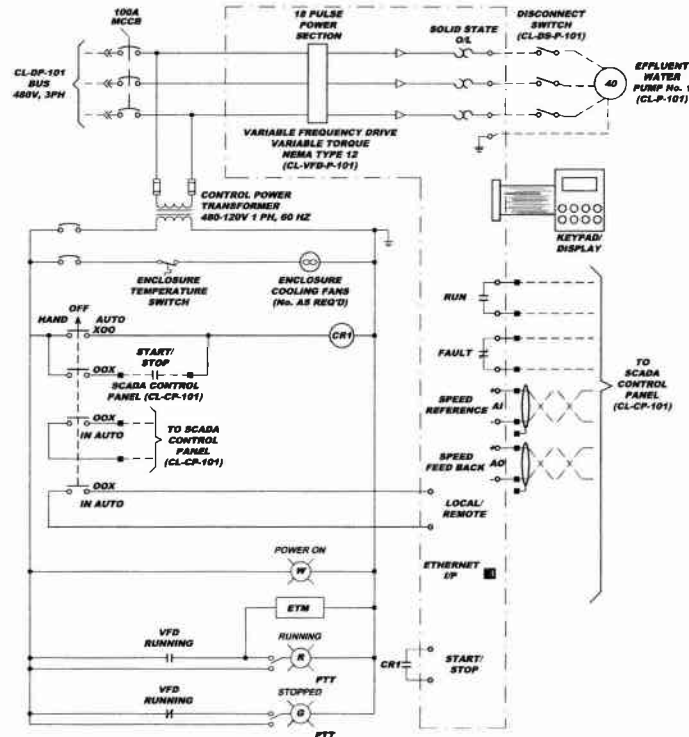 100A
MCCB
18 PULSE
POWER
SECTION
SOLID STATE
O/L
DISCONNECT
SWITCH
(CL-DS-P-101)
CL-DP-101
BUS
480V, 3PH
40
EFFLUENT
WATER
PUMP No. 1
(CL-P-101)
VARIABLE FREQUENCY DRIVE
VARIABLE TORQUE
NEMA TYPE 12
(CL-VFD-P-101)
CONTROL POWER
TRANSFORMER
480-120V 1 PH, 60 HZ
KEYPAD/
DISPLAY
ENCLOSURE
TEMPERATURE
SWITCH
ENCLOSURE
COOLING FANS
(No. AS REQ'D)
OFF
HAND
AUTO
XOO
CR1
START/
STOP
OOX
SCADA CONTROL
PANEL (CL-CP-101)
OOX
IN AUTO
TO SCADA
CONTROL
PANEL
(CL-CP-101)
OOX
IN AUTO
RUN
FAULT
SPEED
REFERENCE
AI
+
-
SPEED
FEED BACK
AO
+
-
TO
SCADA
CONTROL
PANEL
(CL-CP-101)
LOCAL/
REMOTE
ETHERNET
I/P
POWER ON
W
ETM
VFD
RUNNING
RUNNING
R
PTT
CR1
START/
STOP
VFD
RUNNING
STOPPED
G
PTT